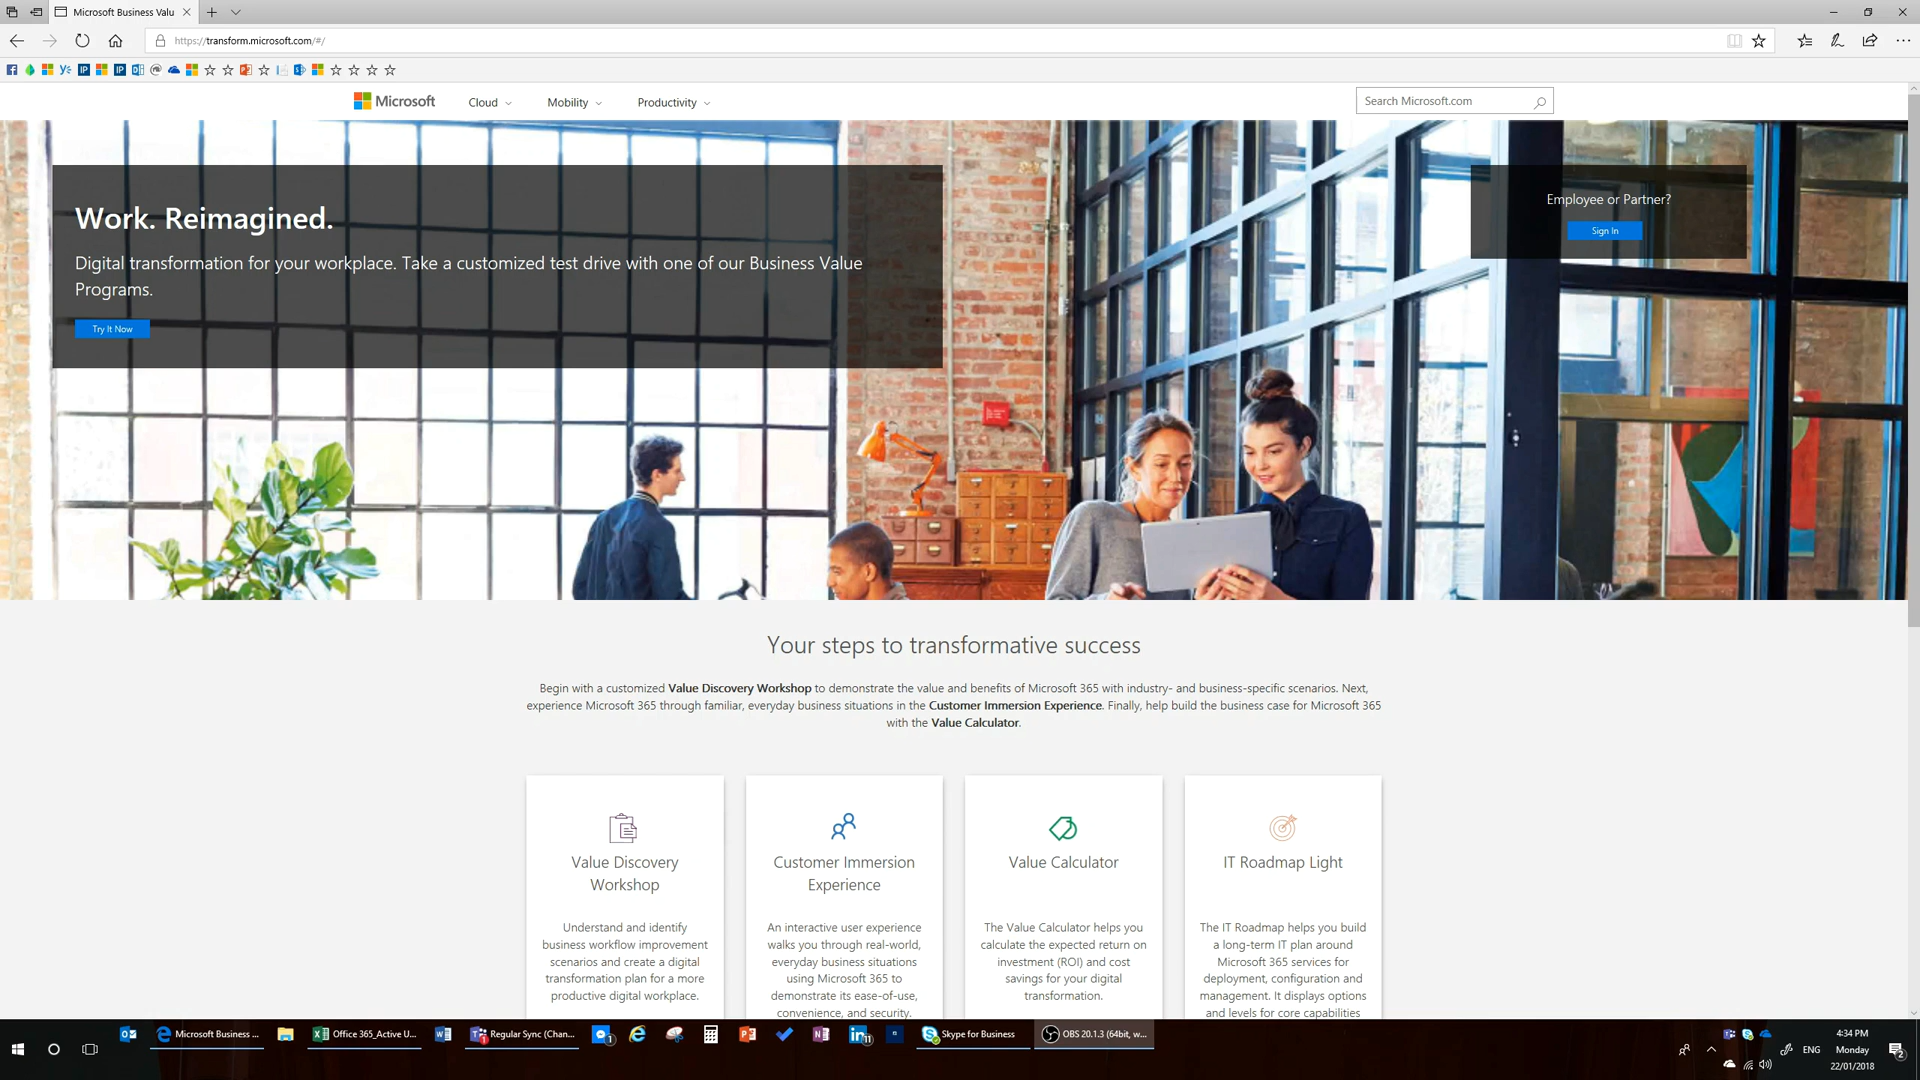 Microsoft Business Valu
https://transform.microsoft.com/#/
Microsoft
Cloud
Mobility
Productivity
Search Microsoft.com
Work. Reimagined.
Digital transformation for your workplace. Take a customized test drive with one of our Business Value
Programs.
Try It Now
Employee or Partner?
Sign In
Your steps to transformative success
Begin with a customized Value Discovery Workshop to demonstrate the value and benefits of Microsoft 365 with industry- and business-specific scenarios. Next,
experience Microsoft 365 through familiar, everyday business situations in the Customer Immersion Experience. Finally, help build the business case for Microsoft 365
with the Value Calculator.
Value Discovery
Workshop
Understand and identify
business workflow improvement
scenarios and create a digital
transformation plan for a more
productive digital workplace.
Customer Immersion
Experience
An interactive user experience
walks you through real-world,
everyday business situations
using Microsoft 365 to
demonstrate its ease-of-use,
convenience, and security.
Value Calculator
The Value Calculator helps you
calculate the expected return on
investment (ROI) and cost
savings for your digital
transformation.
IT Roadmap Light
The IT Roadmap helps you build
a long-term IT plan around
Microsoft 365 services for
deployment, configuration and
management. It displays options
and levels for core capabilities
Microsoft Business ...
Office 365_Active U...
Regular Sync (Chan...
1
11
Skype for Business
OBS 20.1.3 (64bit, w...
ENG
4:34 PM
Monday
22/01/2018
2